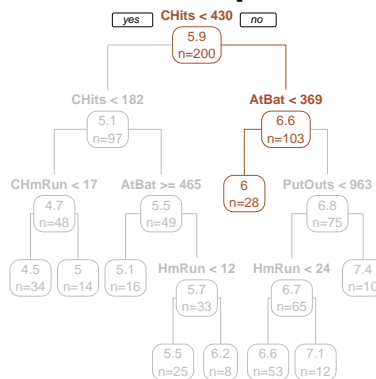 CHits < 430
yes no
5.9
n=200
CHits < 182 AtBat < 369
5.1 6.6
n=97 n=103
CHmRun < 17 AtBat >= 465 PutOuts < 963
4.7 5.5 6 6.8
n=48 n=49 n=28 n=75
HmRun < 12 HmRun < 24
4.5 5 5.1 5.7 6.7 7.4
n=34 n=14 n=16 n=33 n=65 n=10
5.5 6.2 6.6 7.1
n=25 n=8 n=53 n=12